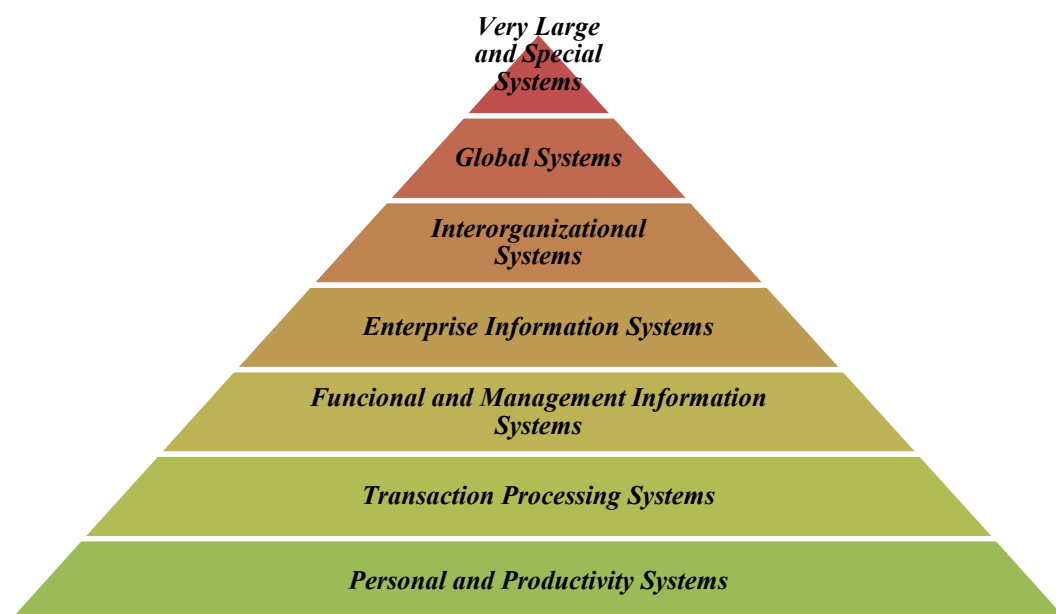 Very Large
and Special
Systems
Global Systems
Interorganizational
Systems
Enterprise Information Systems
Funcional and Management Information
Systems
Transaction Processing Systems
Personal and Productivity Systems